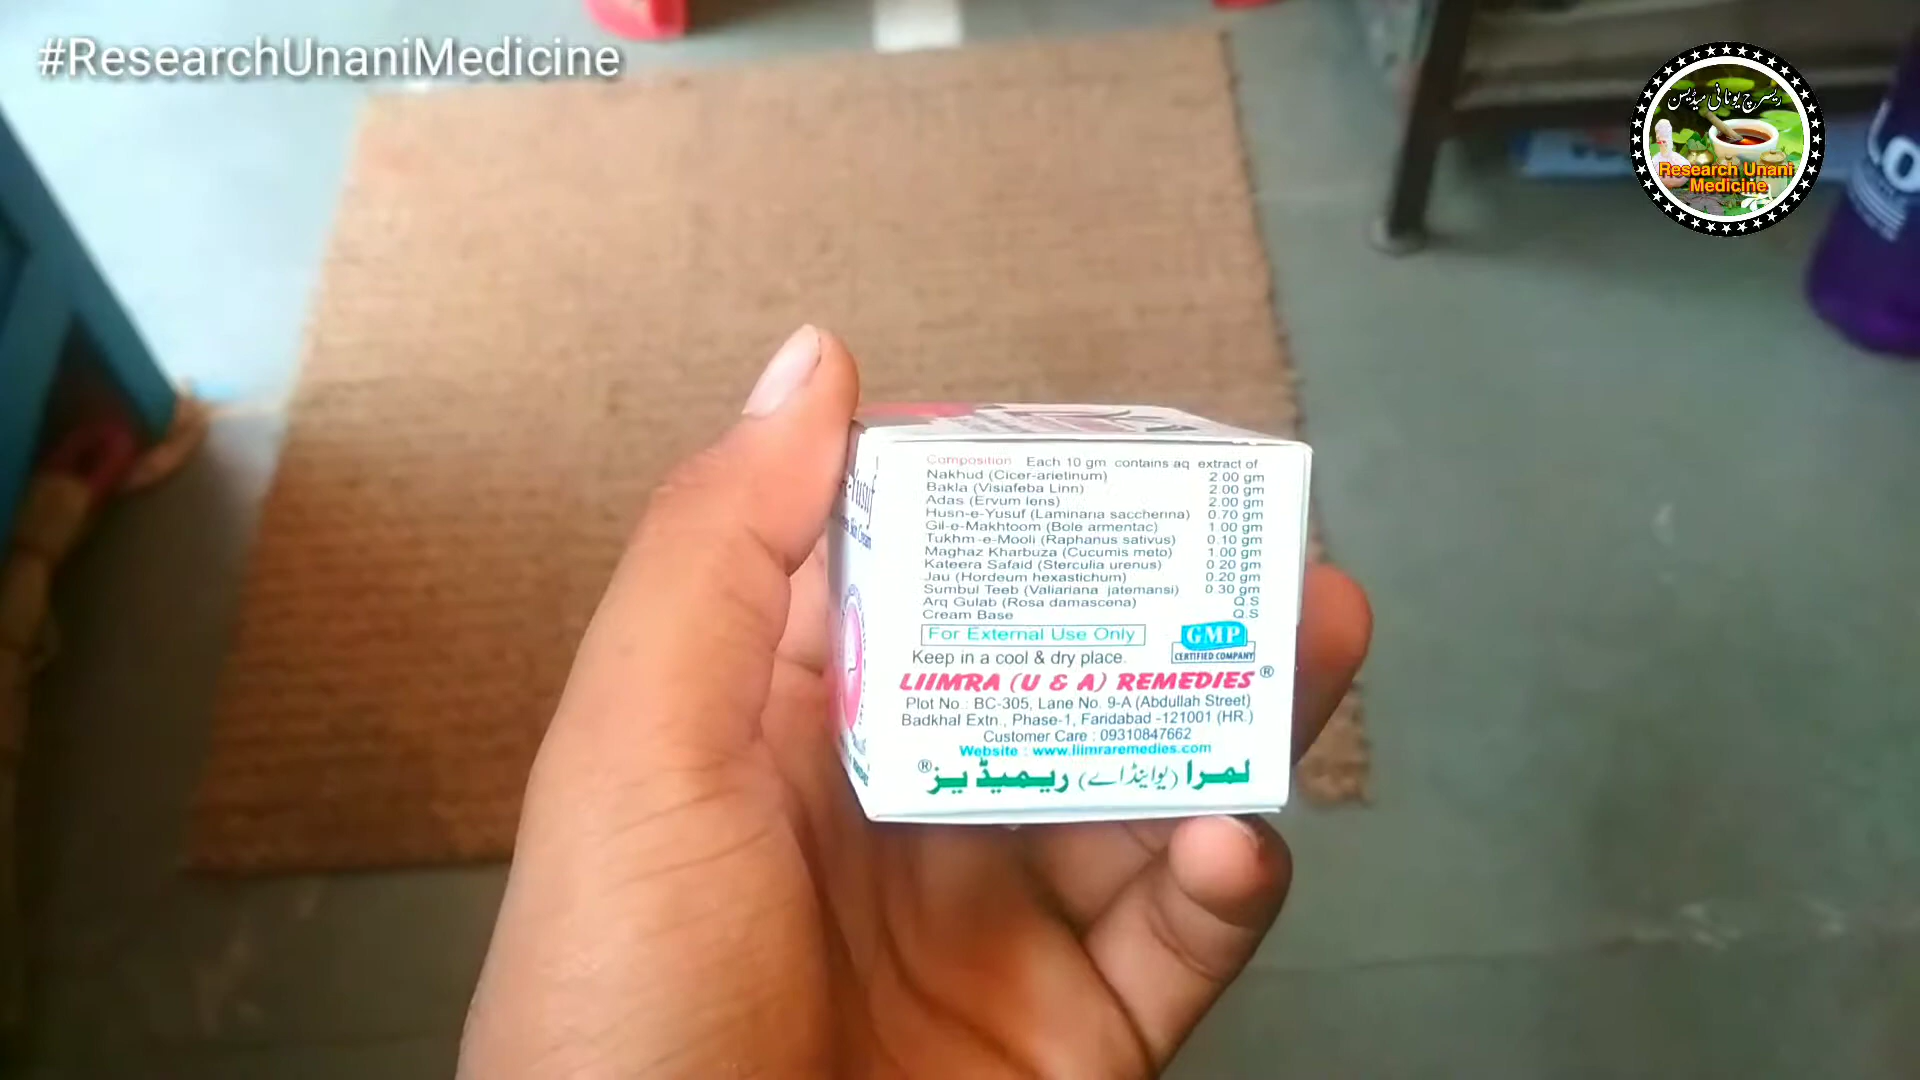 #ResearchUnaniMedicine
ریسرچ یونانی میڈیسن
Research Unani
Medicine
Lo
e-Yusuf
Skin Cream
Composition Each 10 gm contains aq extract of
Nakhud (Cicer-arietinum) 2.00 gm
Bakla (Visiafeba Linn) 2.00 gm
Adas (Ervum lens) 2.00 gm
Husn-e-Yusuf (Laminaria saccherina) 0.70 gm
Gil-e-Makhtoom (Bole armentac) 1.00 gm
Tukhm-e-Mooli (Raphanus sativus) 0.10 gm
Maghaz Kharbuza (Cucumis meto) 1.00 gm
Kateera Safaid (Sterculia urenus) 0.20 gm
Jau (Hordeum hexastichum) 0.20 gm
Sumbul Teeb (Valiariana jatemansi) 0.30 gm
Arq Gulab (Rosa damascena) Q.S
Cream Base Q.S
For External Use Only
GMP
CERTIFIED COMPANY
Keep in a cool & dry place.
LIIMRA (U & A) REMEDIES®
Plot No.: BC-305, Lane No. 9-A (Abdullah Street)
Badkhal Extn., Phase-1, Faridabad -121001 (HR.)
Customer Care : 09310847662
Website : www.liimraremedies.com
لمرا (یو اینڈ اے) ریمیڈیز®